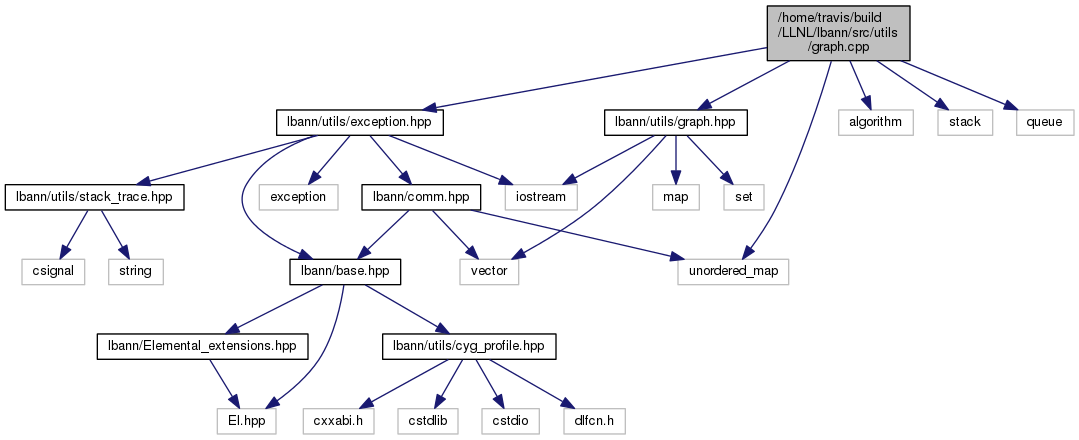 /home/travis/build
/LLNL/lbann/src/utils
/graph.cpp
lbann/utils/exception.hpp
lbann/utils/graph.hpp
algorithm
stack
queue
lbann/utils/stack_trace.hpp
exception
lbann/comm.hpp
iostream
map
set
csignal
string
lbann/base.hpp
vector
unordered_map
lbann/Elemental_extensions.hpp
lbann/utils/cyg_profile.hpp
El.hpp
cxxabi.h
cstdlib
cstdio
dlfcn.h